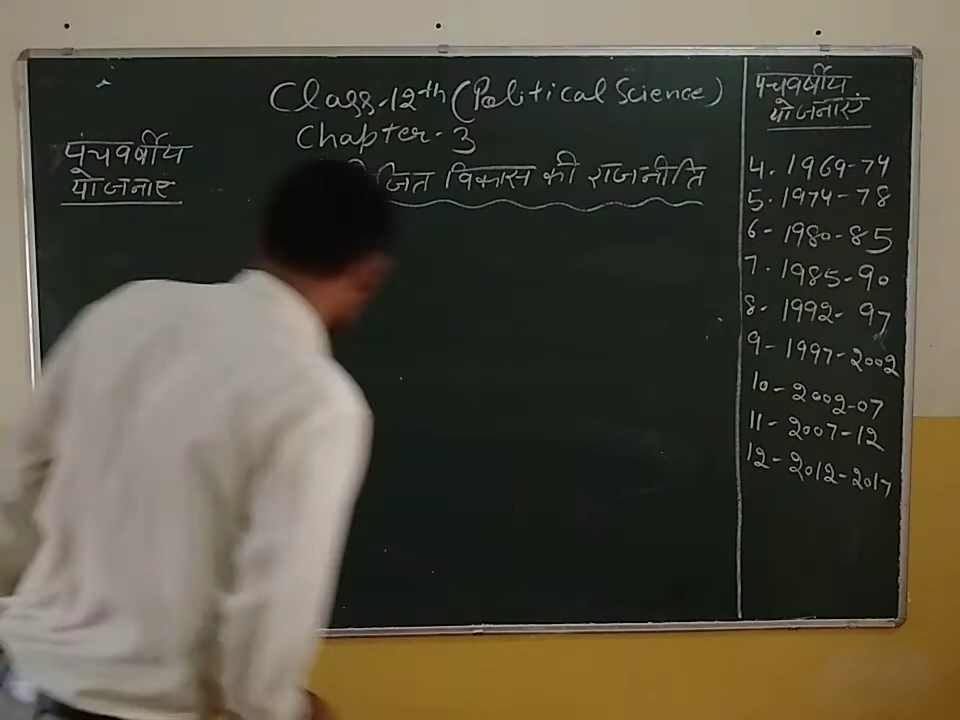 Class-12th (Political Science)
Chapter-3
जित विकास की राजनीति
पंचवर्षीय
योजनाएं
पंचवर्षीय
योजनाएं
4. 1969-74
5. 1974-78
6- 1980-85
7. 1985-90
8- 1992-97
9- 1997-2002
10- 2002-07
11- 2007-12
12- 2012-2017